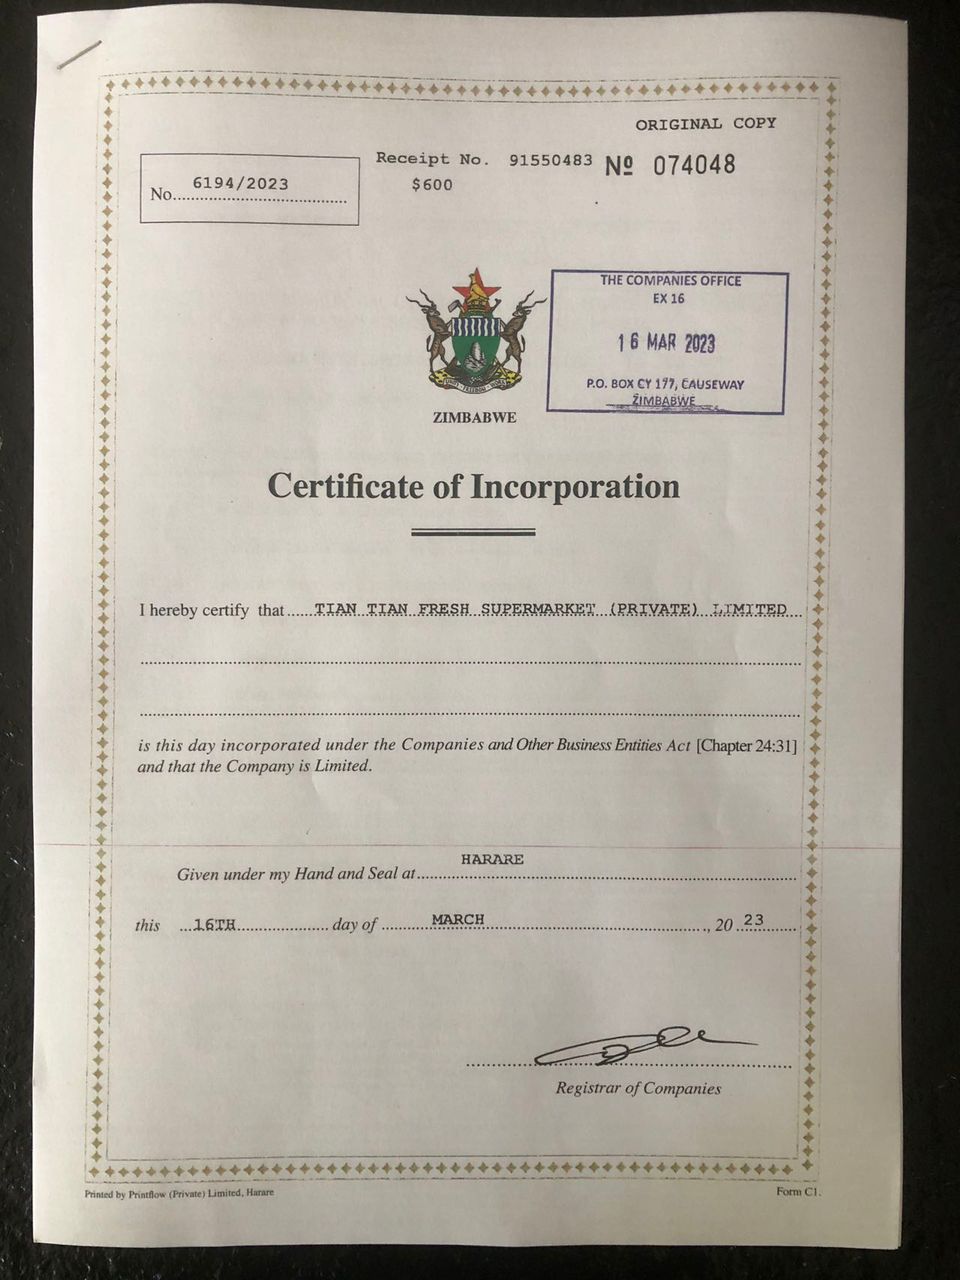 ORIGINAL COPY
Receipt No. 91550483 Nº 074048
$600
No. 6194/2023
THE COMPANIES OFFICE
EX 16
16 MAR 2023
P.O. BOX CY 177, CAUSEWAY
ZIMBABWE
ZIMBABWE
Certificate of Incorporation
I hereby certify that TIAN TIAN FRESH SUPERMARKET (PRIVATE) LIMITED
is this day incorporated under the Companies and Other Business Entities Act [Chapter 24:31]
and that the Company is Limited.
HARARE
Given under my Hand and Seal at
this 16TH day of MARCH, 20 23
Registrar of Companies
Printed by Printflow (Private) Limited, Harare
Form C1.